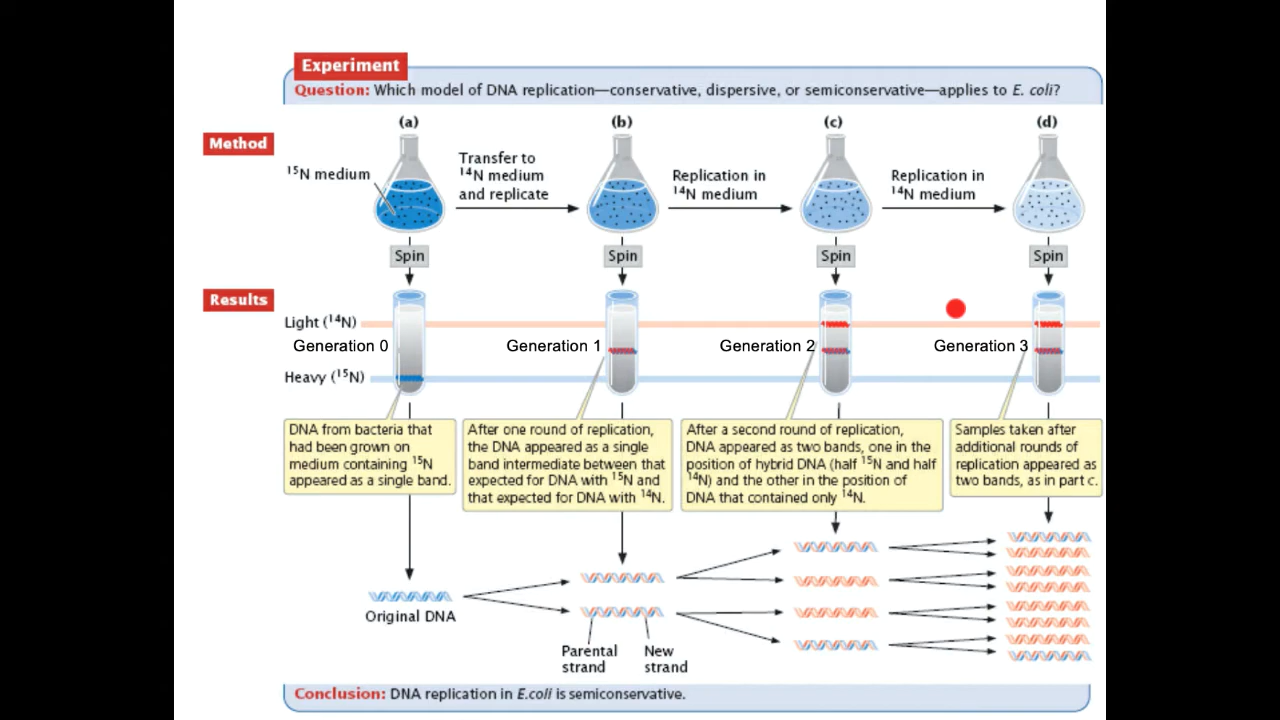 Experiment
Question: Which model of DNA replication—conservative, dispersive, or semiconservative—applies to E. coli?
(a)
(b)
(c)
(d)
Method
15N medium
Transfer to
14N medium
and replicate
Replication in
14N medium
Replication in
14N medium
Spin
Spin
Spin
Spin
Results
Light (14N)
Generation 0
Generation 1
Generation 2
Generation 3
Heavy (15N)
DNA from bacteria that
had been grown on
medium containing 15N
appeared as a single band.
After one round of replication,
the DNA appeared as a single
band intermediate between that
expected for DNA with 15N and
that expected for DNA with 14N.
After a second round of replication,
DNA appeared as two bands, one in the
position of hybrid DNA (half 15N and half
14N) and the other in the position of
DNA that contained only 14N.
Samples taken after
additional rounds of
replication appeared as
two bands, as in part c.
Original DNA
Parental
strand
New
strand
Conclusion: DNA replication in E.coli is semiconservative.